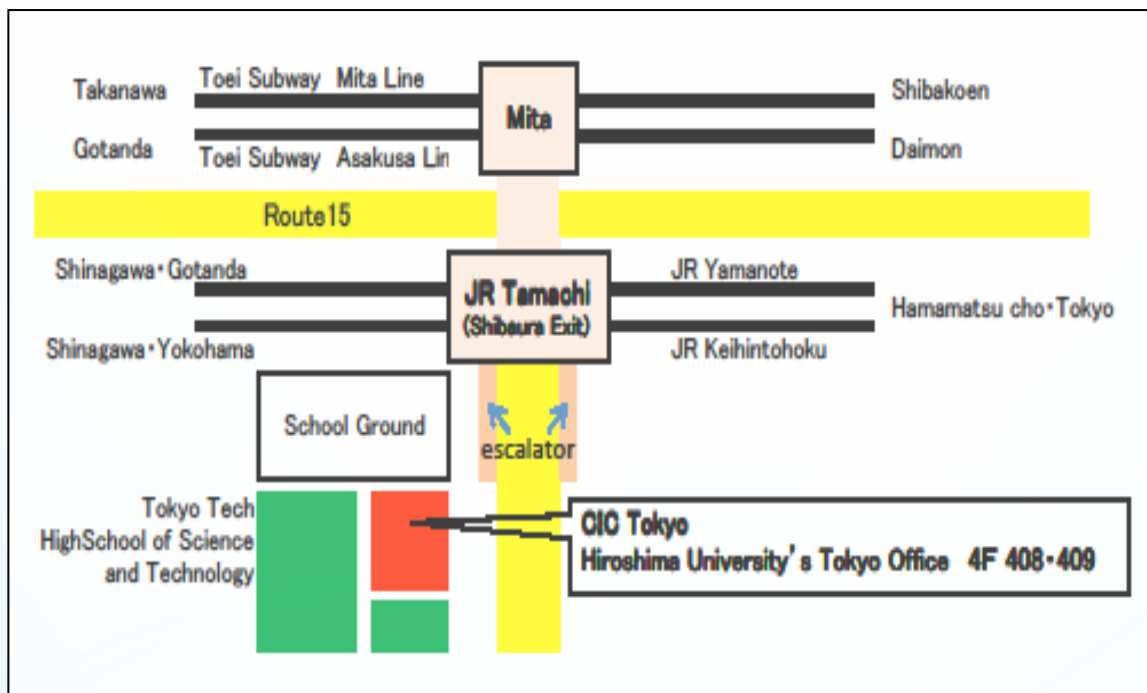 Takanawa
Toei Subway Mita Line
Mita
Shibakoen
Gotanda
Toei Subway Asakusa Lin
Daimon
Route15
Shinagawa・Gotanda
JR Yamanote
JR Tamachi
(Shibaura Exit)
Hamamatsu cho・Tokyo
Shinagawa・Yokohama
JR Keihintohoku
School Ground
escalator
Tokyo Tech
HighSchool of Science
and Technology
CIC Tokyo
Hiroshima University's Tokyo Office 4F 408・409